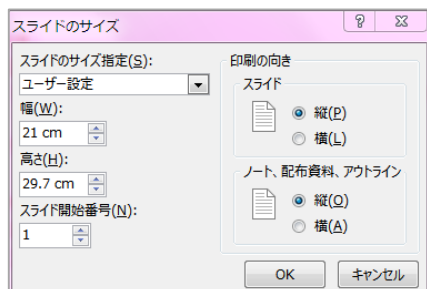 スライドのサイズ
スライドのサイズ指定(S):
ユーザー設定
幅(W):
21 cm
高さ(H):
29.7 cm
スライド開始番号(N):
1
印刷の向き
スライド
縦(P)
横(L)
ノート、配布資料、アウトライン
縦(O)
横(A)
OK
キャンセル